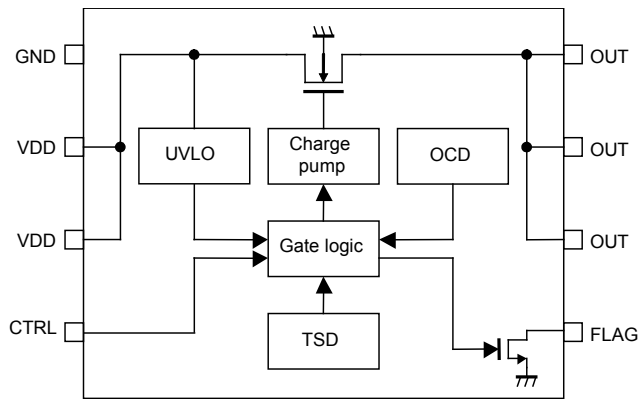 GND
OUT
VDD
UVLO
Charge
pump
OCD
OUT
VDD
Gate logic
OUT
CTRL
TSD
FLAG